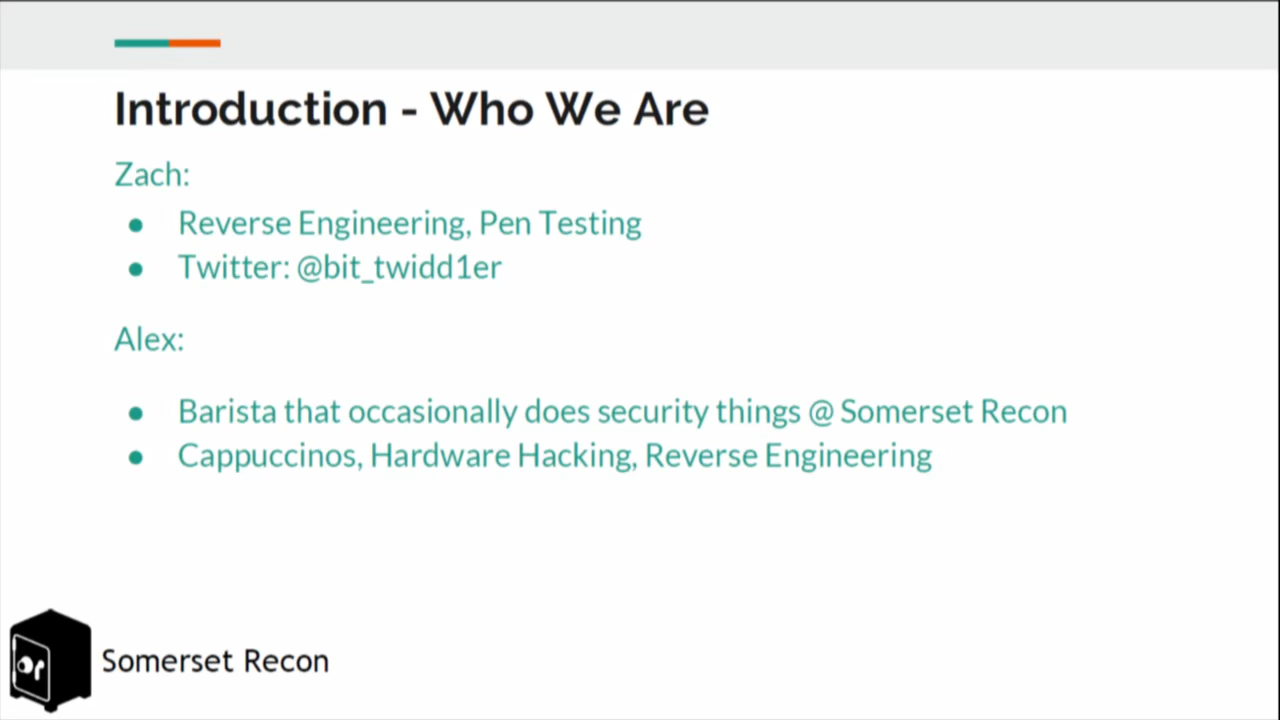 Introduction - Who We Are
Zach:
● Reverse Engineering, Pen Testing
● Twitter: @bit_twidd1er
Alex:
● Barista that occasionally does security things @ Somerset Recon
● Cappuccinos, Hardware Hacking, Reverse Engineering
Somerset Recon